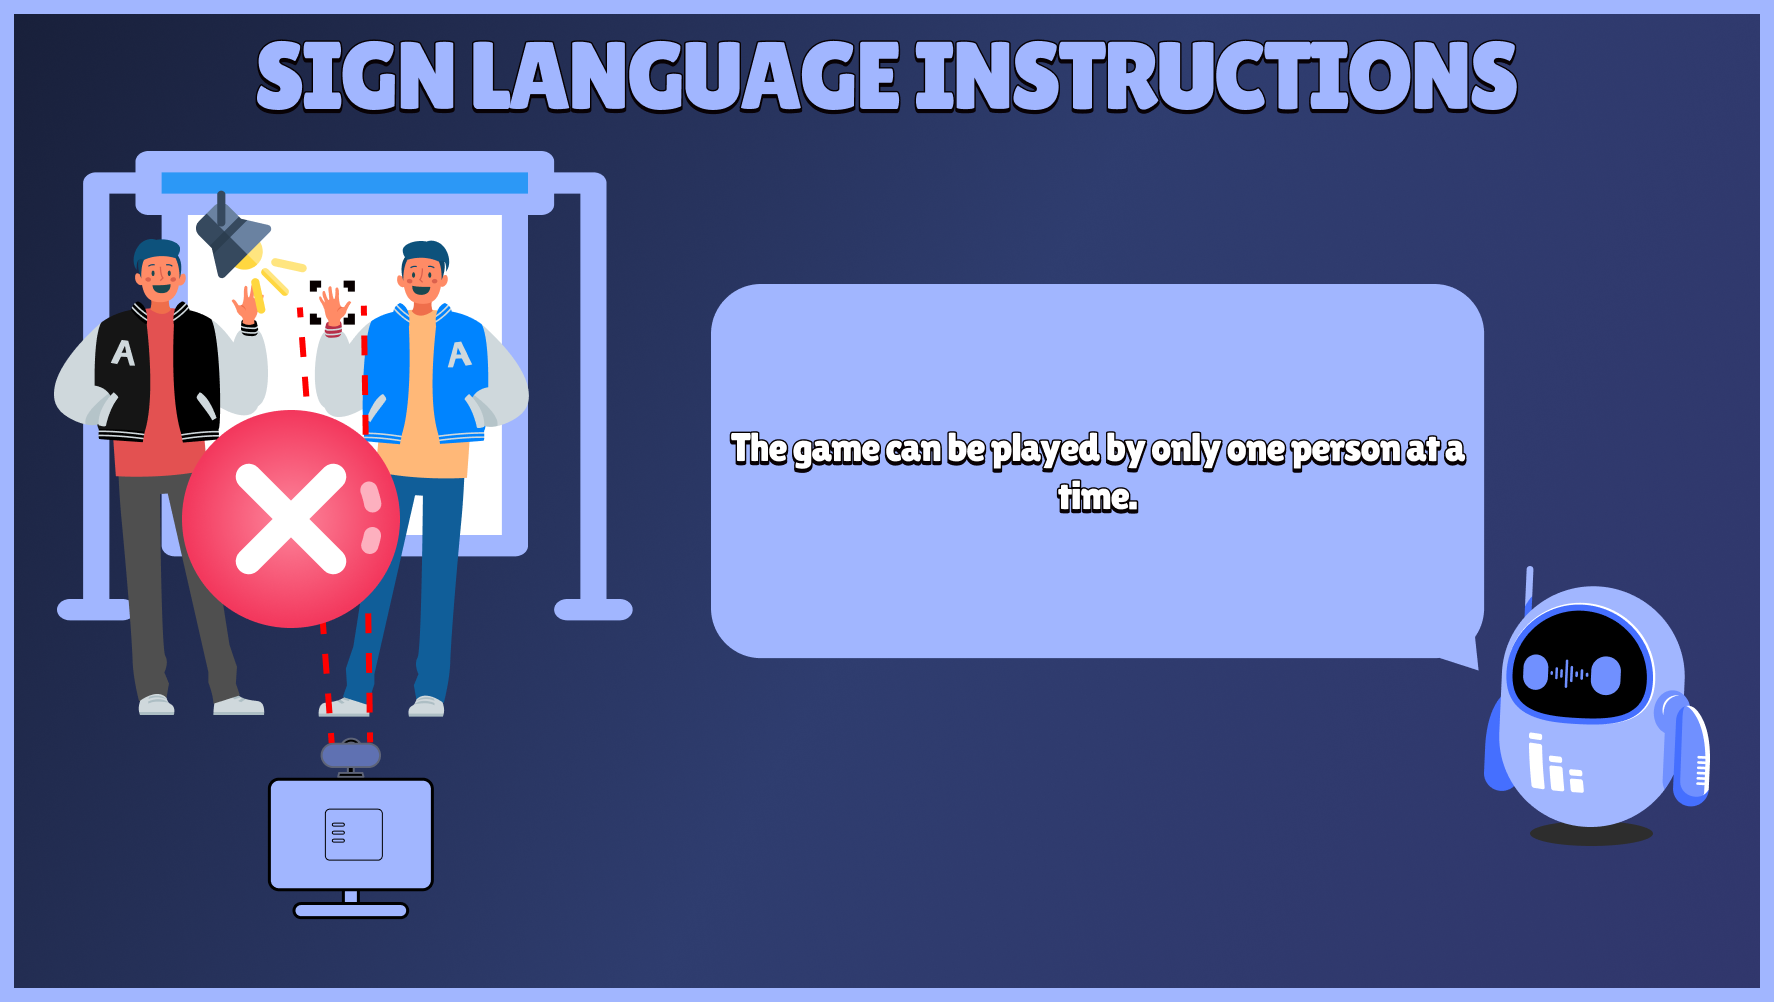 SIGN LANGUAGE INSTRUCTIONS
A
A
The game can be played by only one person at a
time.